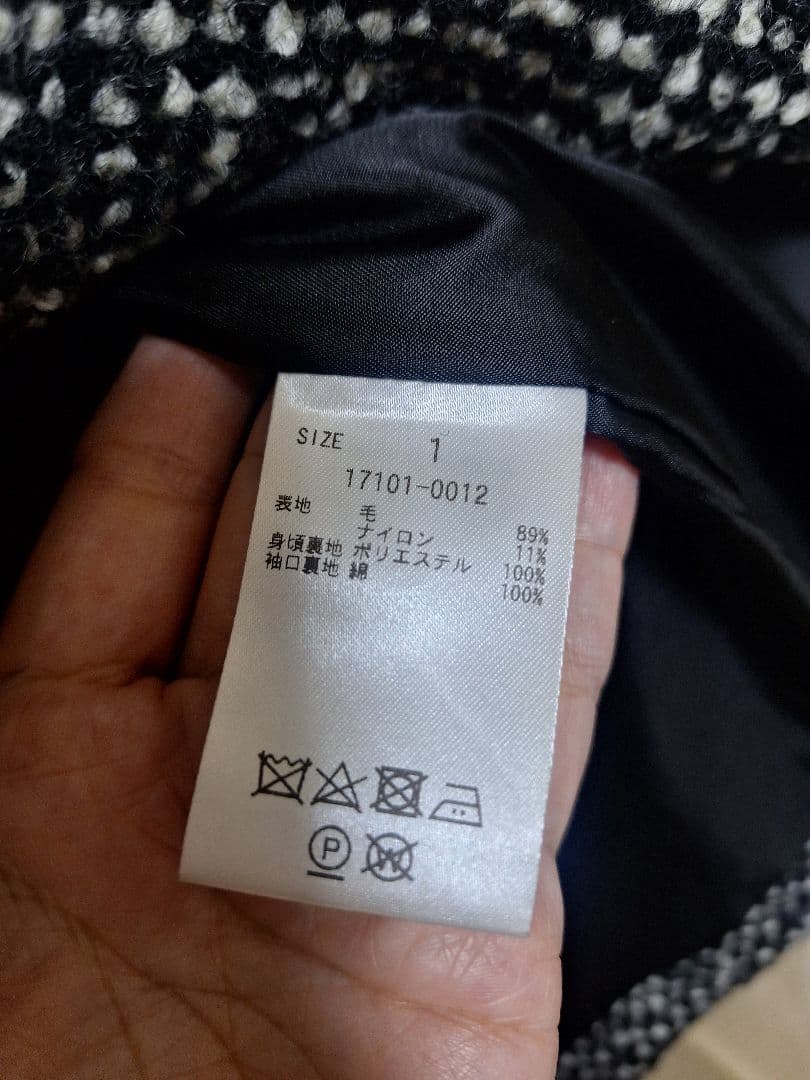 SIZE 1
17101-0012
表地 毛 89%
ナイロン 11%
身頃裏地 ポリエステル 100%
袖口裏地 綿 100%
P W